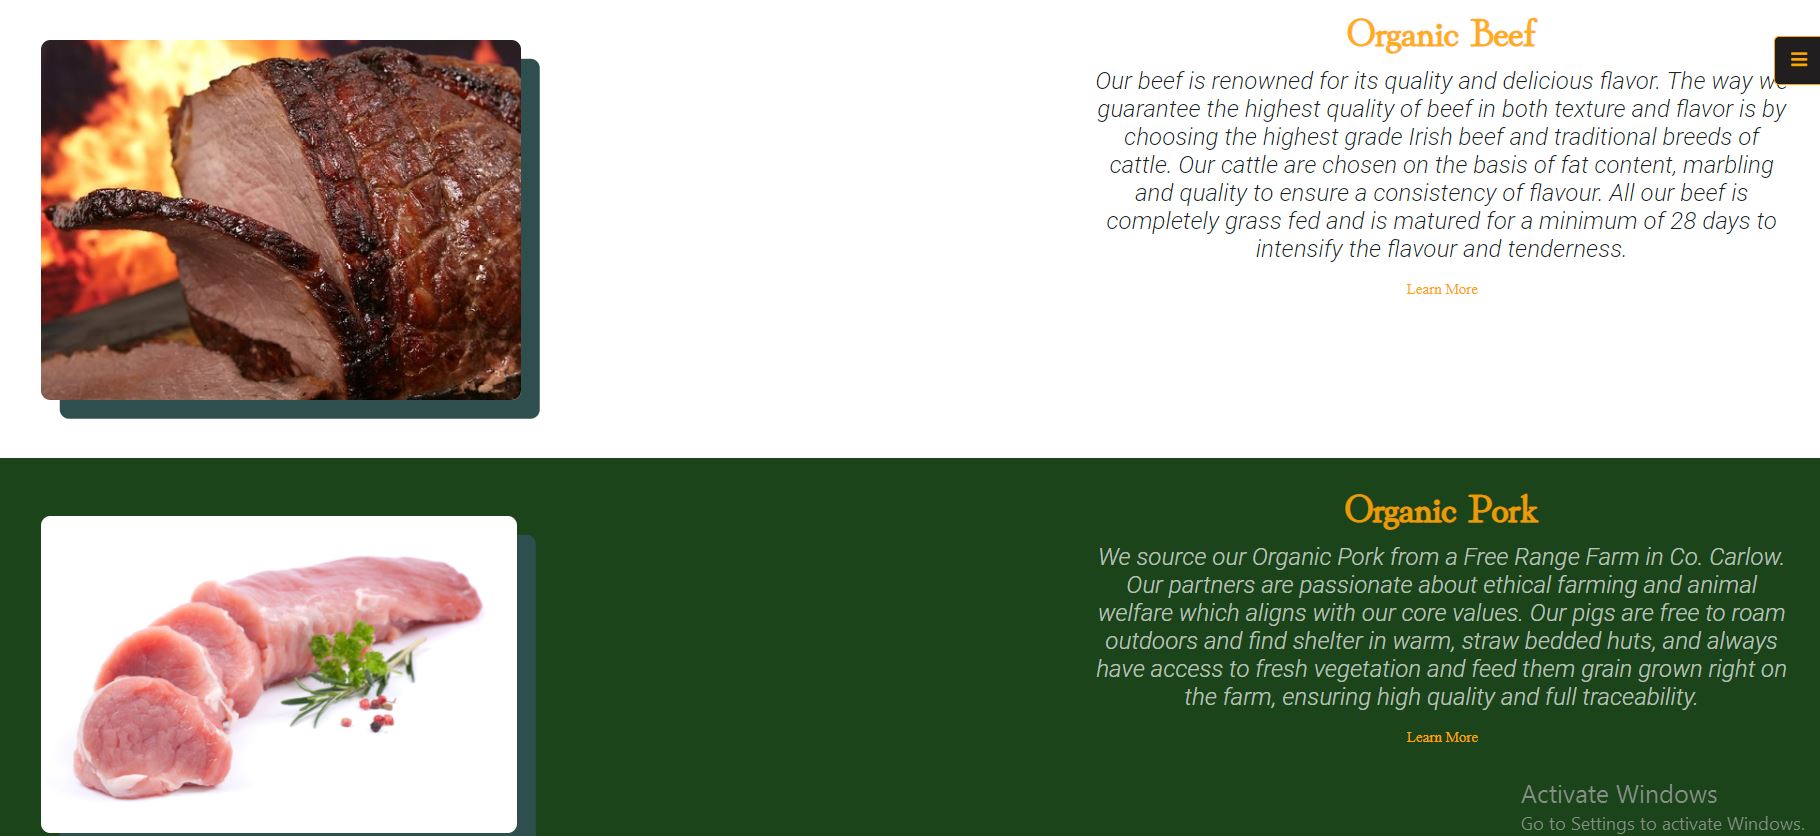 Organic Beef
Our beef is renowned for its quality and delicious flavor. The way we
guarantee the highest quality of beef in both texture and flavor is by
choosing the highest grade Irish beef and traditional breeds of
cattle. Our cattle are chosen on the basis of fat content, marbling
and quality to ensure a consistency of flavour. All our beef is
completely grass fed and is matured for a minimum of 28 days to
intensify the flavour and tenderness.
Learn More
Organic Pork
We source our Organic Pork from a Free Range Farm in Co. Carlow.
Our partners are passionate about ethical farming and animal
welfare which aligns with our core values. Our pigs are free to roam
outdoors and find shelter in warm, straw bedded huts, and always
have access to fresh vegetation and feed them grain grown right on
the farm, ensuring high quality and full traceability.
Learn More
Activate Windows
Go to Settings to activate Windows.